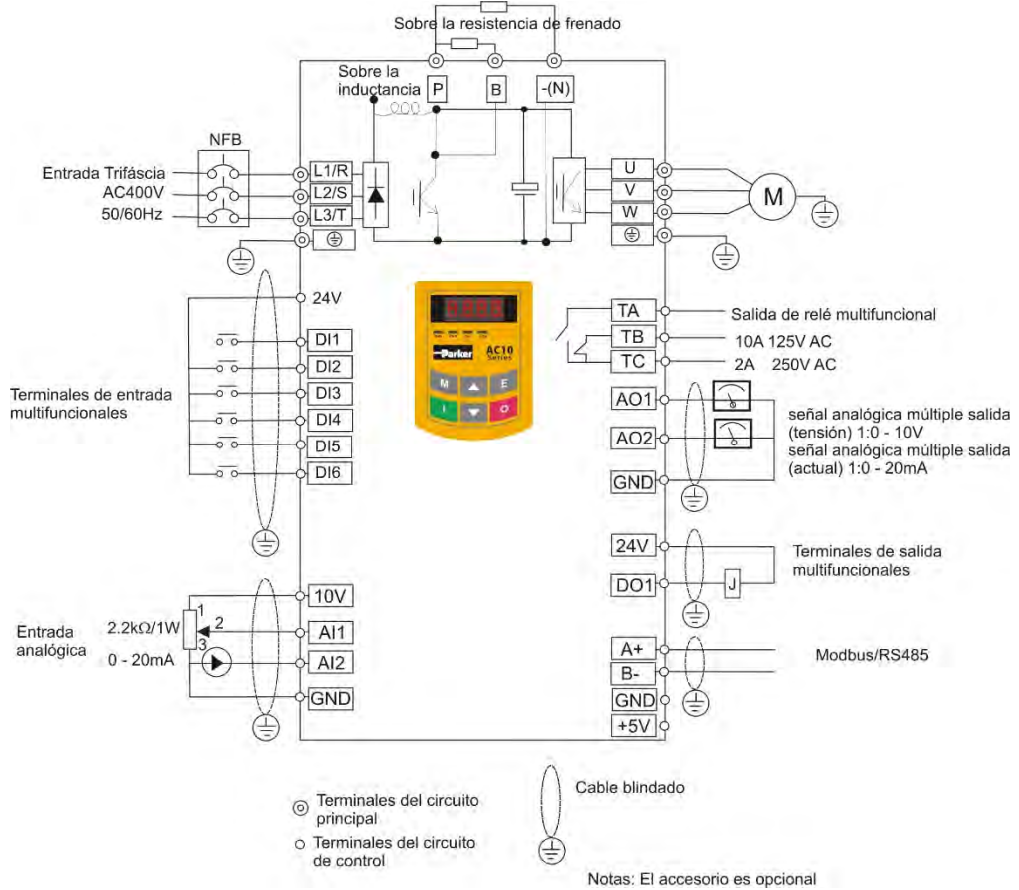 Sobre la resistencia de frenado
Sobre la
inductancia
P
B
-(N)
NFB
Entrada Trifáscia
AC400V
50/60Hz
L1/R
L2/S
L3/T
U
V
W
M
24V
DI1
DI2
DI3
DI4
DI5
DI6
Terminales de entrada
multifuncionales
Parker
AC10
Series
M
E
I
O
TA
TB
TC
Salida de relé multifuncional
10A 125V AC
2A 250V AC
AO1
AO2
GND
señal analógica múltiple salida
(tensión) 1:0 - 10V
señal analógica múltiple salida
(actual) 1:0 - 20mA
24V
DO1
J
Terminales de salida
multifuncionales
Entrada
analógica
2.2kΩ/1W
0 - 20mA
1
2
3
10V
AI1
AI2
GND
A+
B-
GND
+5V
Modbus/RS485
Terminales del circuito
principal
Terminales del circuito
de control
Cable blindado
Notas: El accesorio es opcional